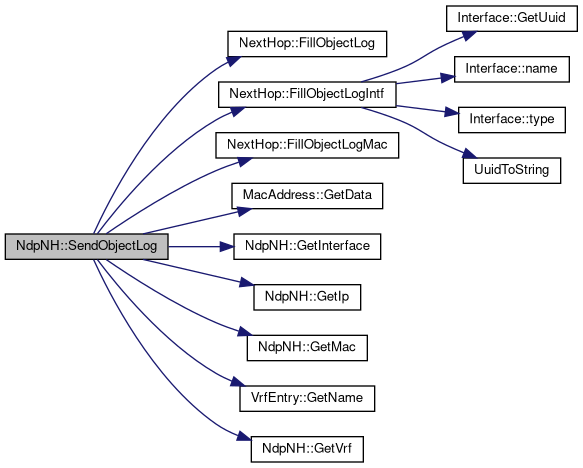 NdpNH::SendObjectLog
NextHop::FillObjectLog
NextHop::FillObjectLogIntf
NextHop::FillObjectLogMac
MacAddress::GetData
NdpNH::GetInterface
NdpNH::GetIp
NdpNH::GetMac
VrfEntry::GetName
NdpNH::GetVrf
Interface::GetUuid
Interface::name
Interface::type
UuidToString